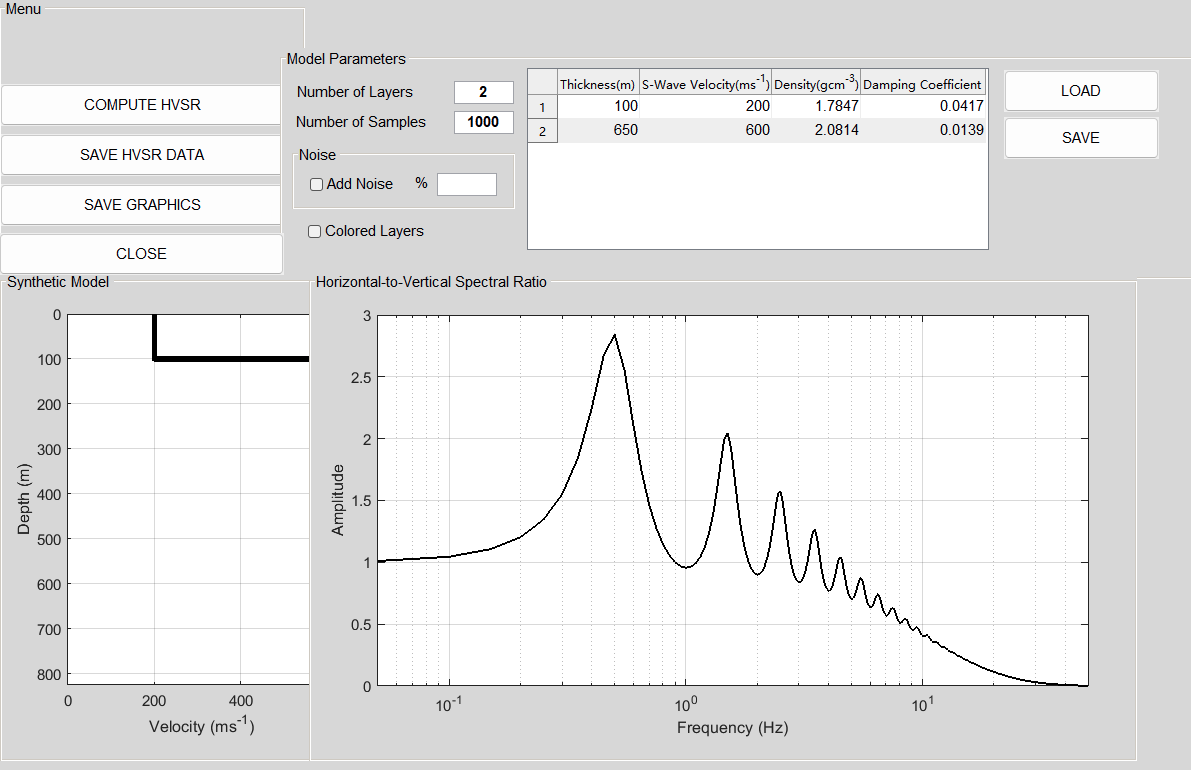 Menu
COMPUTE HVSR
SAVE HVSR DATA
SAVE GRAPHICS
CLOSE
Model Parameters
Number of Layers 2
Number of Samples 1000
Noise
Add Noise %
Colored Layers
Thickness(m) S-Wave Velocity(ms⁻¹) Density(gcm⁻³) Damping Coefficient
1 100 200 1.7847 0.0417
2 650 600 2.0814 0.0139
LOAD
SAVE
Synthetic Model
0
100
200
300
400
500
600
700
800
Depth (m)
0 200 400
Velocity (ms⁻¹)
Horizontal-to-Vertical Spectral Ratio
3
2.5
2
1.5
1
0.5
0
Amplitude
10⁻¹ 10⁰ 10¹
Frequency (Hz)